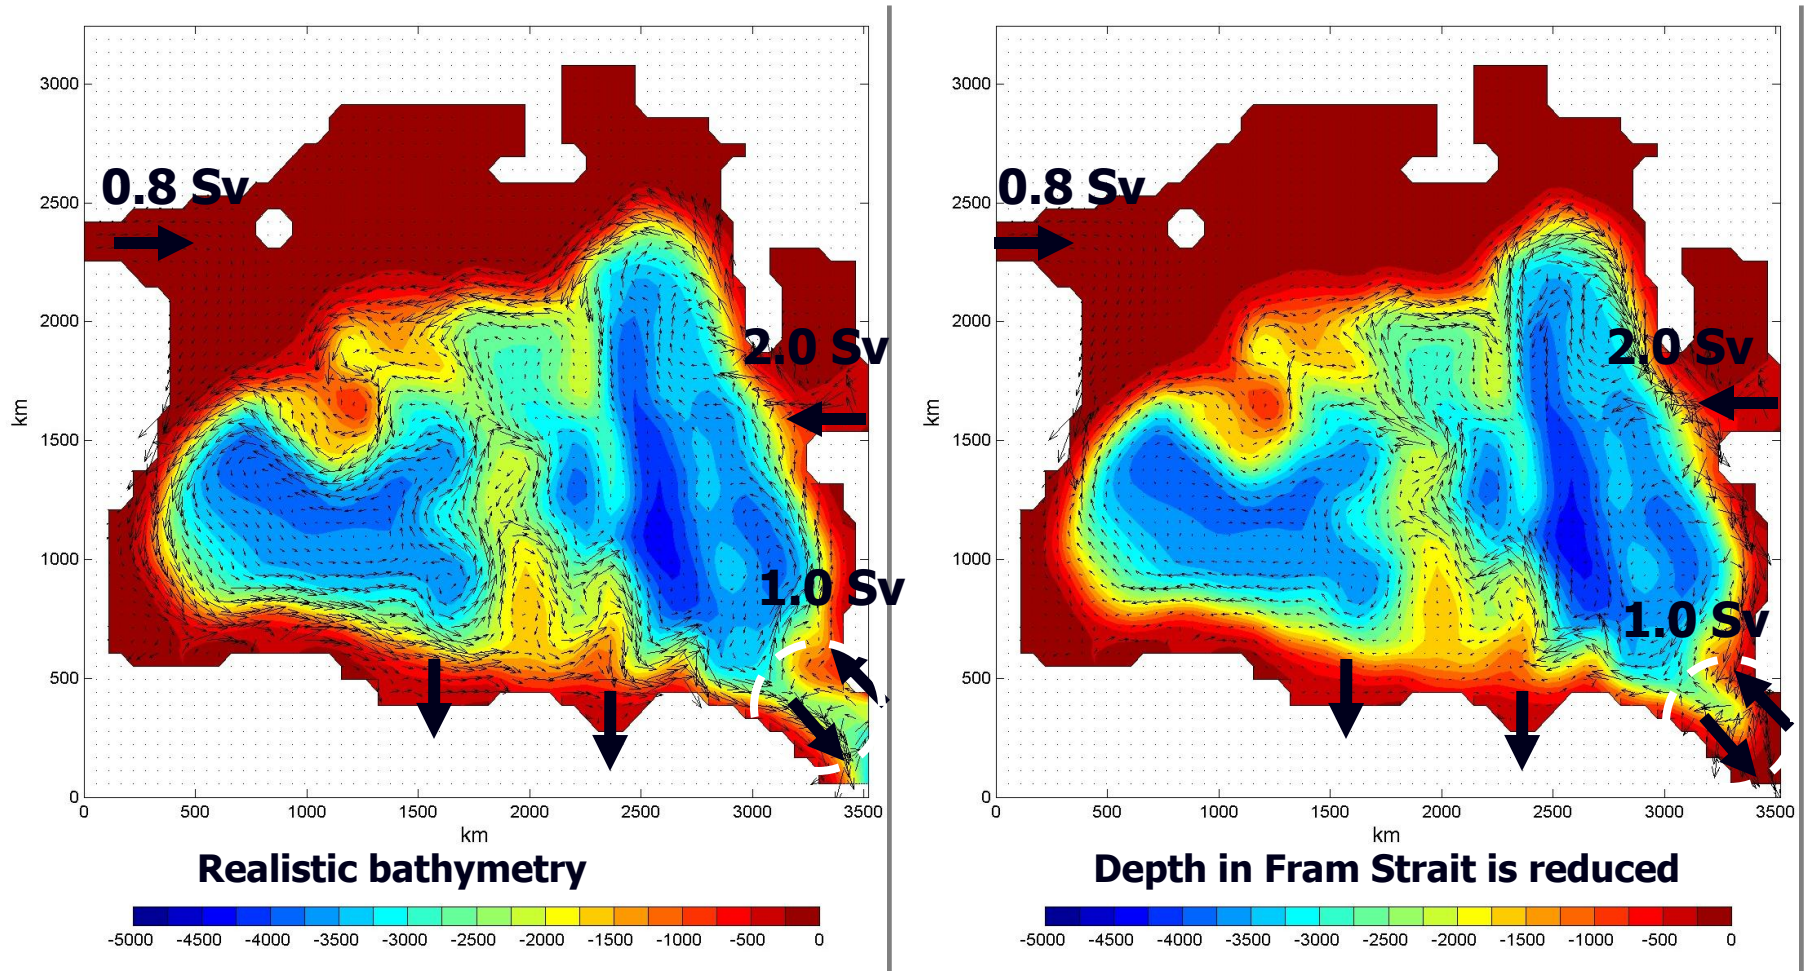 3000
2500
2000
1500
1000
500
0
km
0.8 Sv
2.0 Sv
1.0 Sv
0 500 1000 1500 2000 2500 3000 3500
km
Realistic bathymetry
-5000 -4500 -4000 -3500 -3000 -2500 -2000 -1500 -1000 -500 0
3000
2500
2000
1500
1000
500
0
km
0.8 Sv
2.0 Sv
1.0 Sv
0 500 1000 1500 2000 2500 3000 3500
km
Depth in Fram Strait is reduced
-5000 -4500 -4000 -3500 -3000 -2500 -2000 -1500 -1000 -500 0